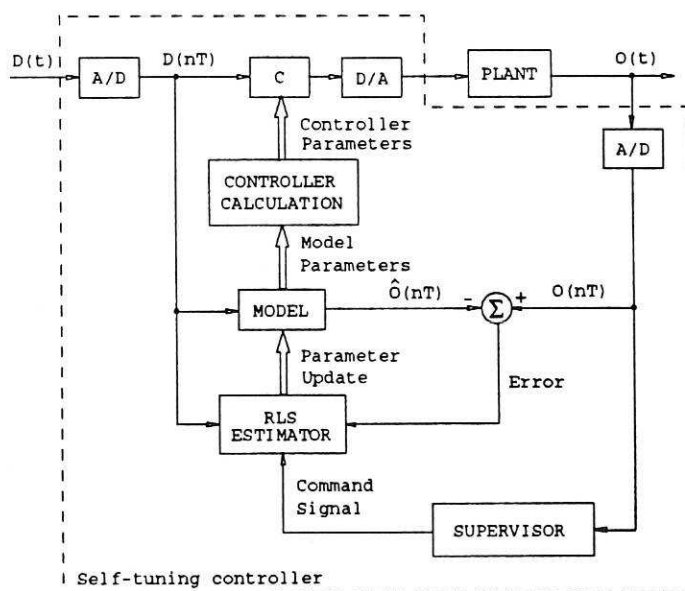 D(t)
A/D
D(nT)
C
D/A
PLANT
O(t)
A/D
Controller
Parameters
CONTROLLER
CALCULATION
Model
Parameters
MODEL
Ô(nT)
-
Σ
+
O(nT)
Parameter
Update
Error
RLS
ESTIMATOR
Command
Signal
SUPERVISOR
Self-tuning controller